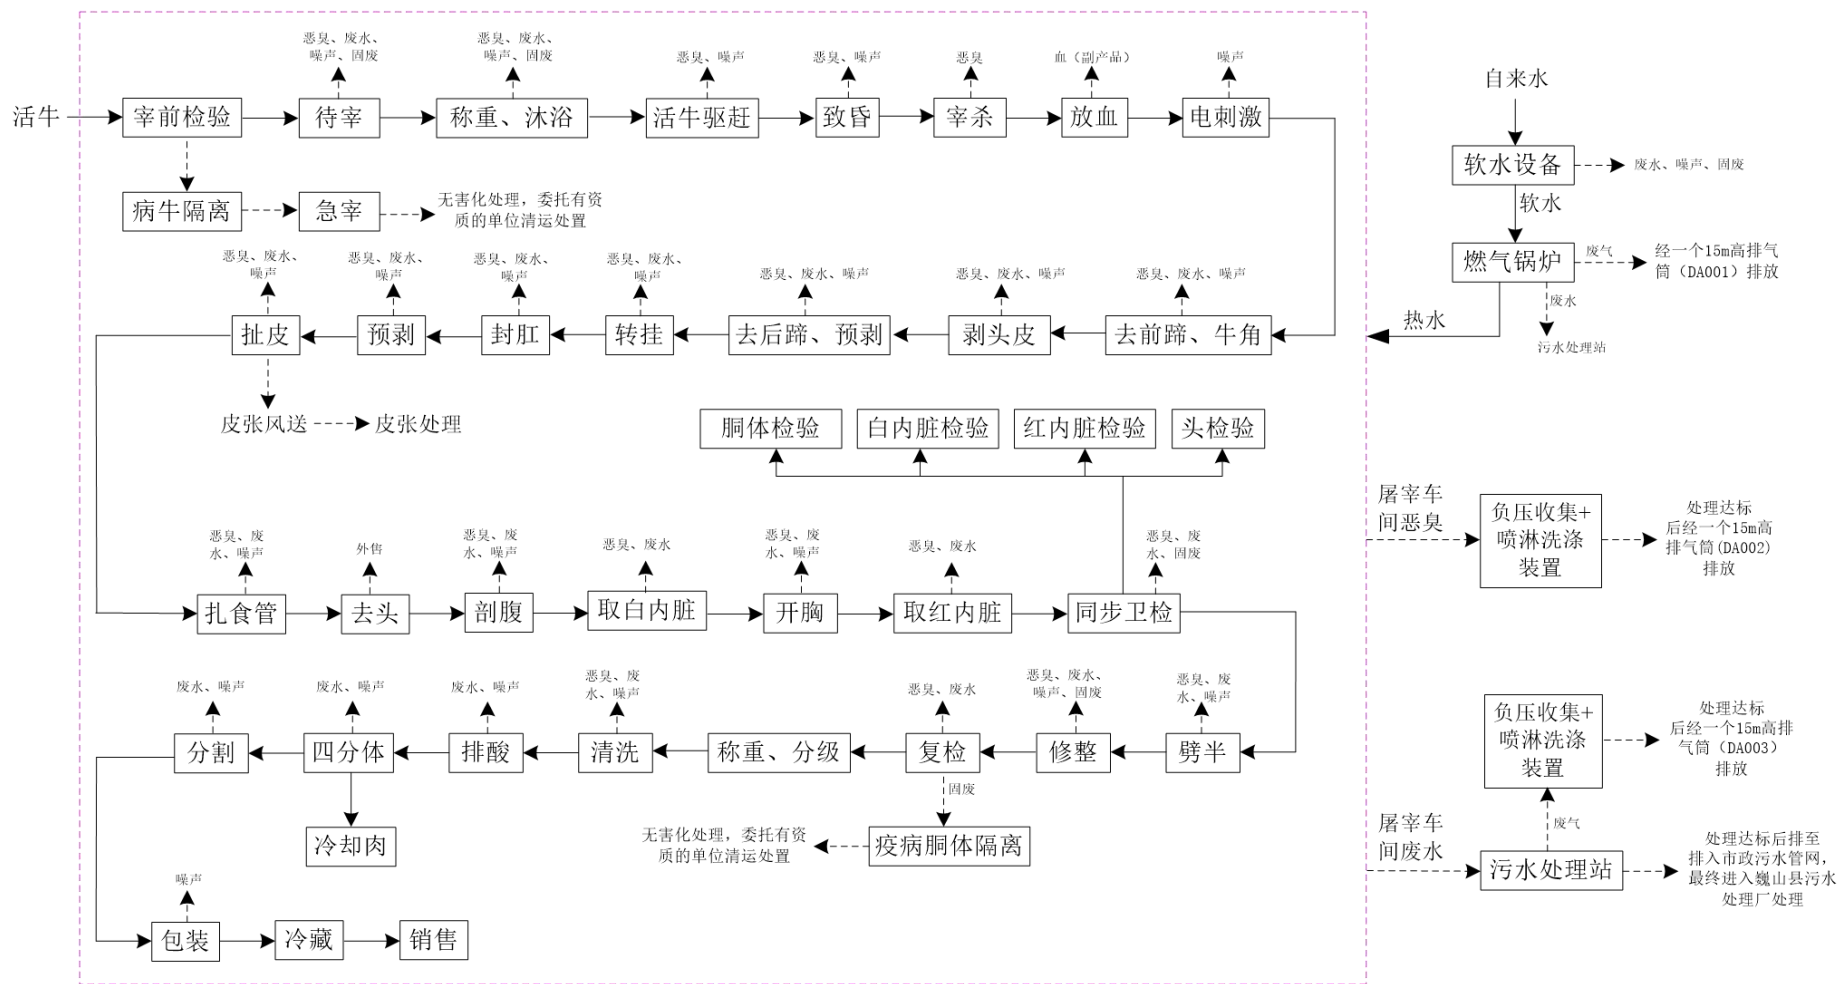 恶臭、废水、
噪声、固废
恶臭、废水、
噪声、固废
恶臭、噪声
恶臭、噪声
恶臭
血（副产品）
噪声
活牛
宰前检验
待宰
称重、沐浴
活牛驱赶
致昏
宰杀
放血
电刺激
病牛隔离
急宰
无害化处理，委托有资
质的单位清运处置
恶臭、废水、
噪声
恶臭、废水、
噪声
恶臭、废水、
噪声
恶臭、废水、
噪声
恶臭、废水、噪声
恶臭、废水、噪声
恶臭、废水、噪声
扯皮
预剥
封肛
转挂
去后蹄、预剥
剥头皮
去前蹄、牛角
皮张风送
皮张处理
胴体检验
白内脏检验
红内脏检验
头检验
恶臭、废
水、噪声
外售
恶臭、废
水、噪声
恶臭、废水
恶臭、废
水、噪声
恶臭、废水
恶臭、废
水、固废
扎食管
去头
剖腹
取白内脏
开胸
取红内脏
同步卫检
废水、噪声
废水、噪声
废水、噪声
恶臭、废
水、噪声
恶臭、废水
恶臭、废水、
噪声、固废
恶臭、废
水、噪声
分割
四分体
排酸
清洗
称重、分级
复检
修整
劈半
固废
冷却肉
无害化处理，委托有资
质的单位清运处置
疫病胴体隔离
噪声
包装
冷藏
销售
自来水
软水设备
废水、噪声、固废
软水
燃气锅炉
废气
经一个15m高排气
筒（DA001）排放
废水
热水
污水处理站
屠宰车
间恶臭
负压收集+
喷淋洗涤
装置
处理达标
后经一个15m高
排气筒(DA002)
排放
负压收集+
喷淋洗涤
装置
处理达标
后经一个15m高排
气筒（DA003）
排放
废气
屠宰车
间废水
污水处理站
处理达标后排至
排入市政污水管网，
最终进入巍山县污水
处理厂处理